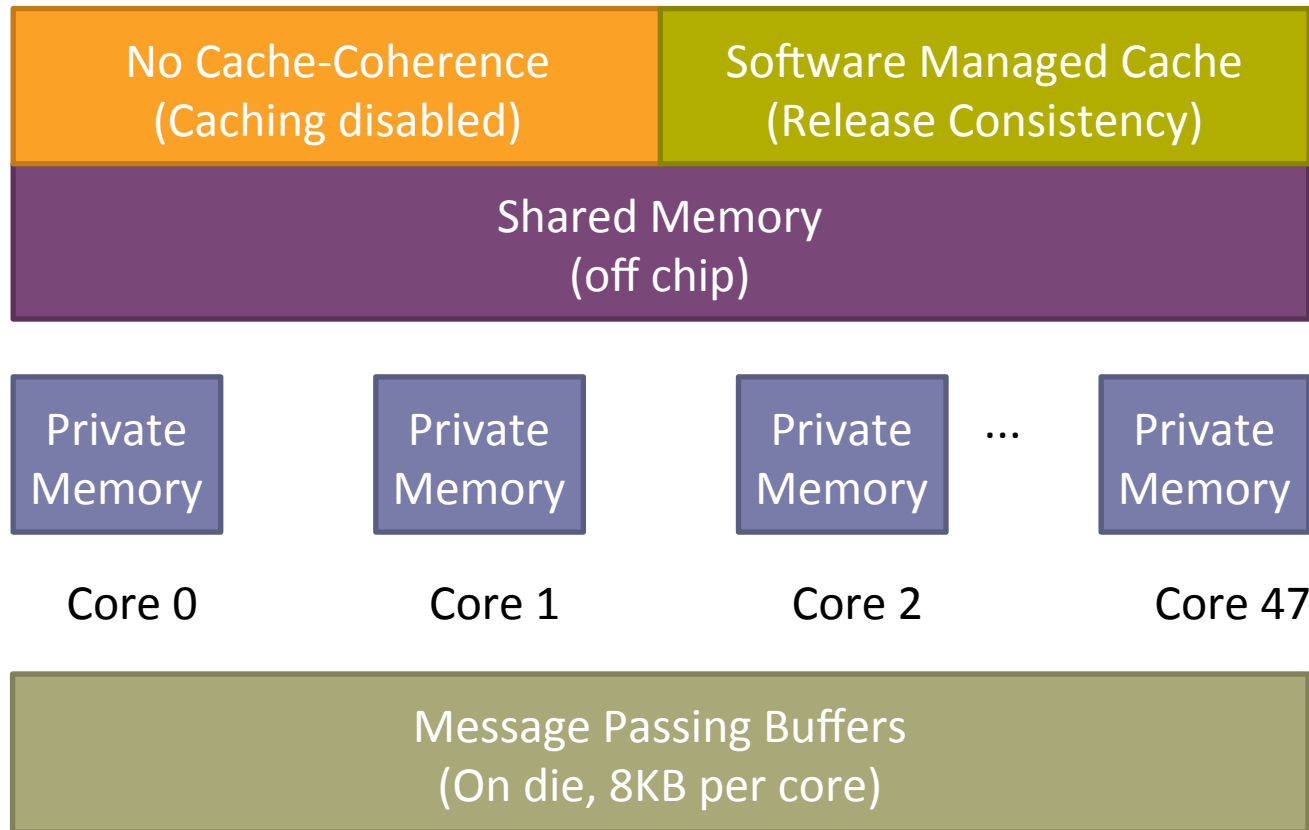 No Cache-Coherence
(Caching disabled)
Software Managed Cache
(Release Consistency)
Shared Memory
(off chip)
Private
Memory
Private
Memory
Private
Memory
...
Private
Memory
Core 0
Core 1
Core 2
Core 47
Message Passing Buffers
(On die, 8KB per core)